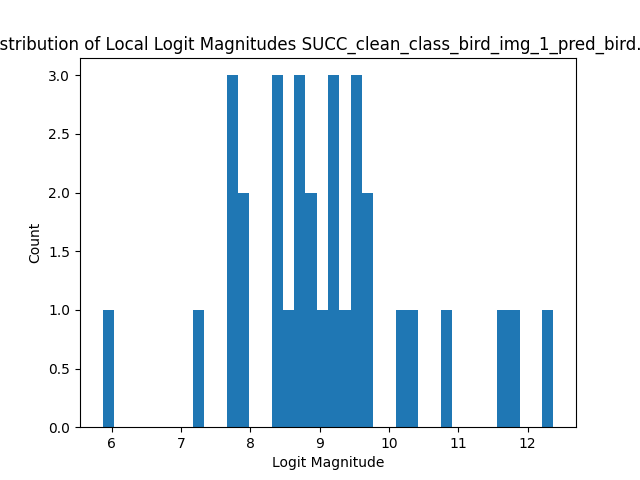 stribution of Local Logit Magnitudes SUCC_clean_class_bird_img_1_pred_bird.
3.0
2.5
2.0
1.5
1.0
0.5
0.0
Count
6 7 8 9 10 11 12
Logit Magnitude